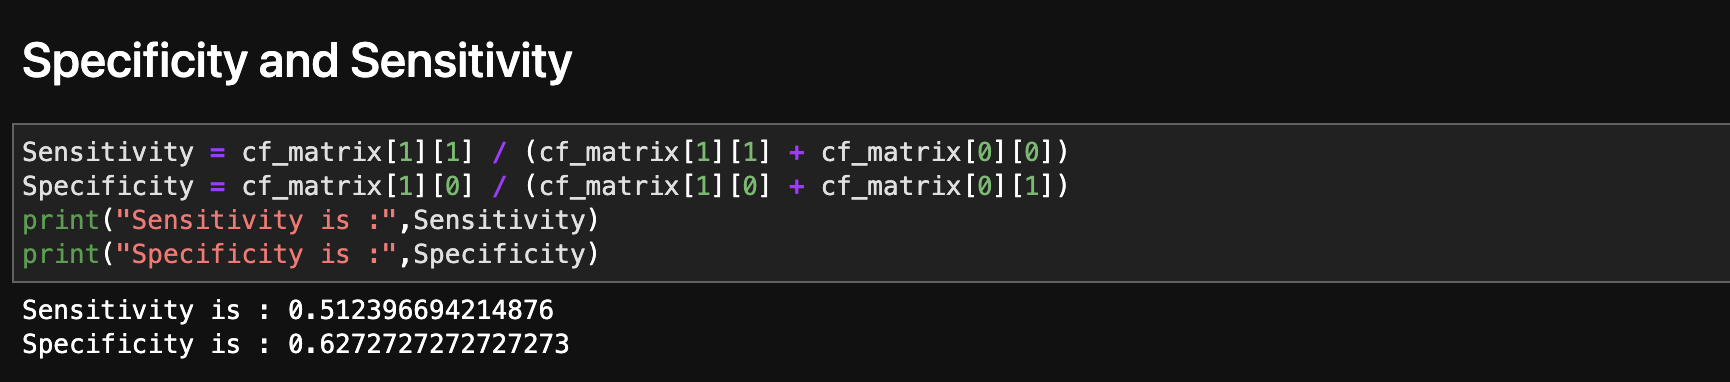 Specificity and Sensitivity
Sensitivity = cf_matrix[1][1] / (cf_matrix[1][1] + cf_matrix[0][0])
Specificity = cf_matrix[1][0] / (cf_matrix[1][0] + cf_matrix[0][1])
print("Sensitivity is :",Sensitivity)
print("Specificity is :",Specificity)
Sensitivity is : 0.512396694214876
Specificity is : 0.6272727272727273